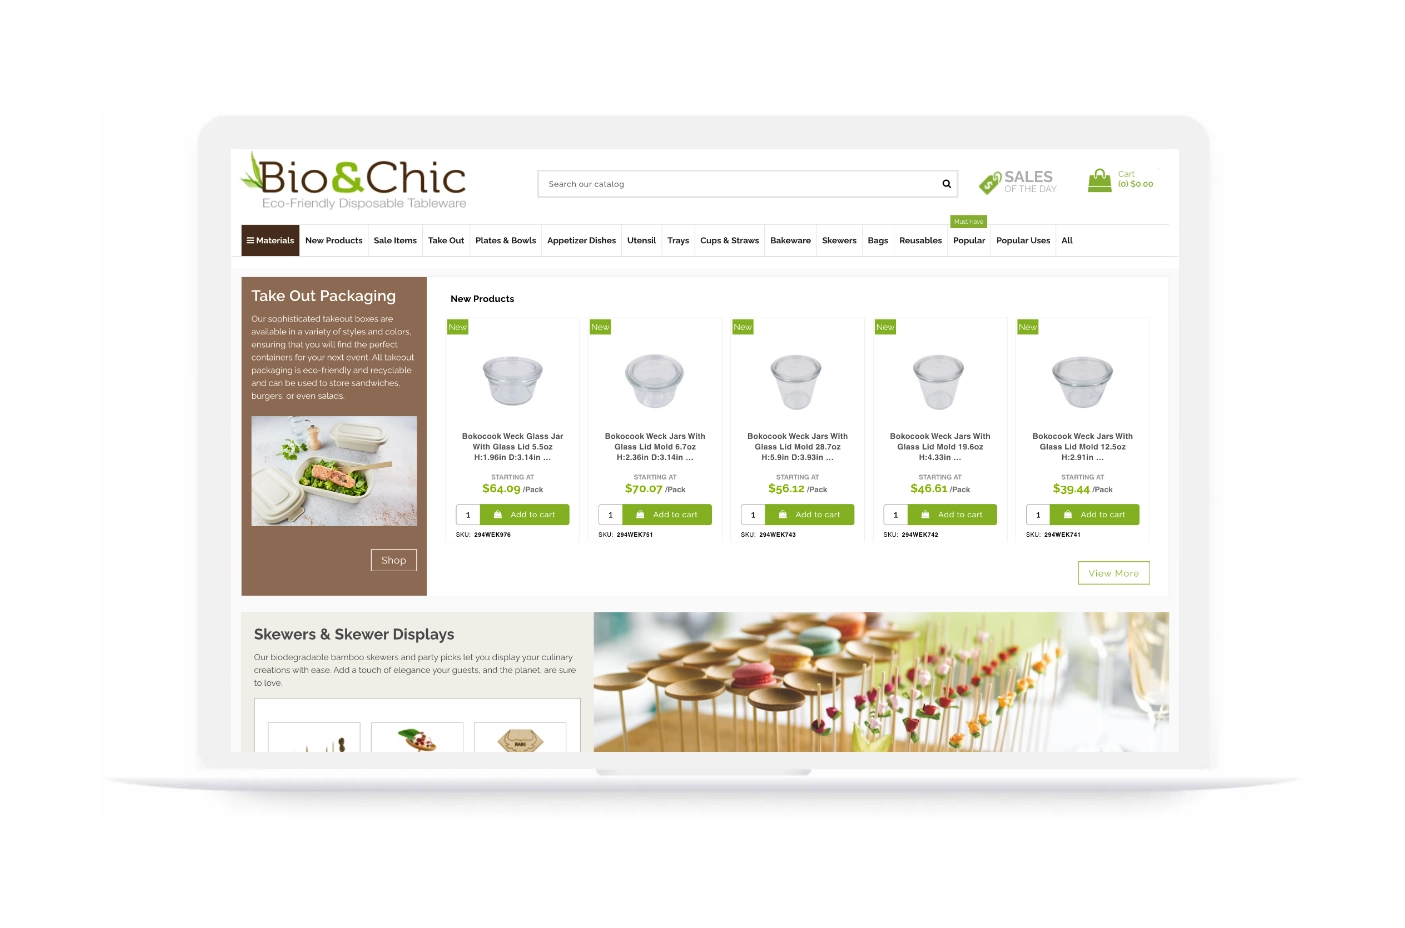 Bio&Chic
Eco-Friendly Disposable Tableware
Search our catalog
SALES
OF THE DAY
Cart
(0) $0.00
Must Have
Materials New Products Sale Items Take Out Plates & Bowls Appetizer Dishes Utensil Trays Cups & Straws Bakeware Skewers Bags Reusables Popular Popular Uses All
Take Out Packaging
Our sophisticated takeout boxes are
available in a variety of styles and colors,
ensuring that you will find the perfect
containers for your next event. All takeout
packaging is eco-friendly and recyclable
and can be used to store sandwiches,
burgers, or even salads.
Shop
New Products
New
Bokocook Weck Glass Jar
With Glass Lid 5.5oz
H:1.96in D:3.14in ...
STARTING AT
$64.09 /Pack
1 Add to cart
SKU: 294WEK976
New
Bokocook Weck Jars With
Glass Lid Mold 6.7oz
H:2.36in D:3.14in ...
STARTING AT
$70.07 /Pack
1 Add to cart
SKU: 294WEK751
New
Bokocook Weck Jars With
Glass Lid Mold 28.7oz
H:5.9in D:3.93in ...
STARTING AT
$56.12 /Pack
1 Add to cart
SKU: 294WEK743
New
Bokocook Weck Jars With
Glass Lid Mold 19.6oz
H:4.33in ...
STARTING AT
$46.61 /Pack
1 Add to cart
SKU: 294WEK742
New
Bokocook Weck Jars With
Glass Lid Mold 12.5oz
H:2.91in ...
STARTING AT
$39.44 /Pack
1 Add to cart
SKU: 294WEK741
View More
Skewers & Skewer Displays
Our biodegradable bamboo skewers and party picks let you display your culinary
creations with ease. Add a touch of elegance your guests, and the planet, are sure
to love.